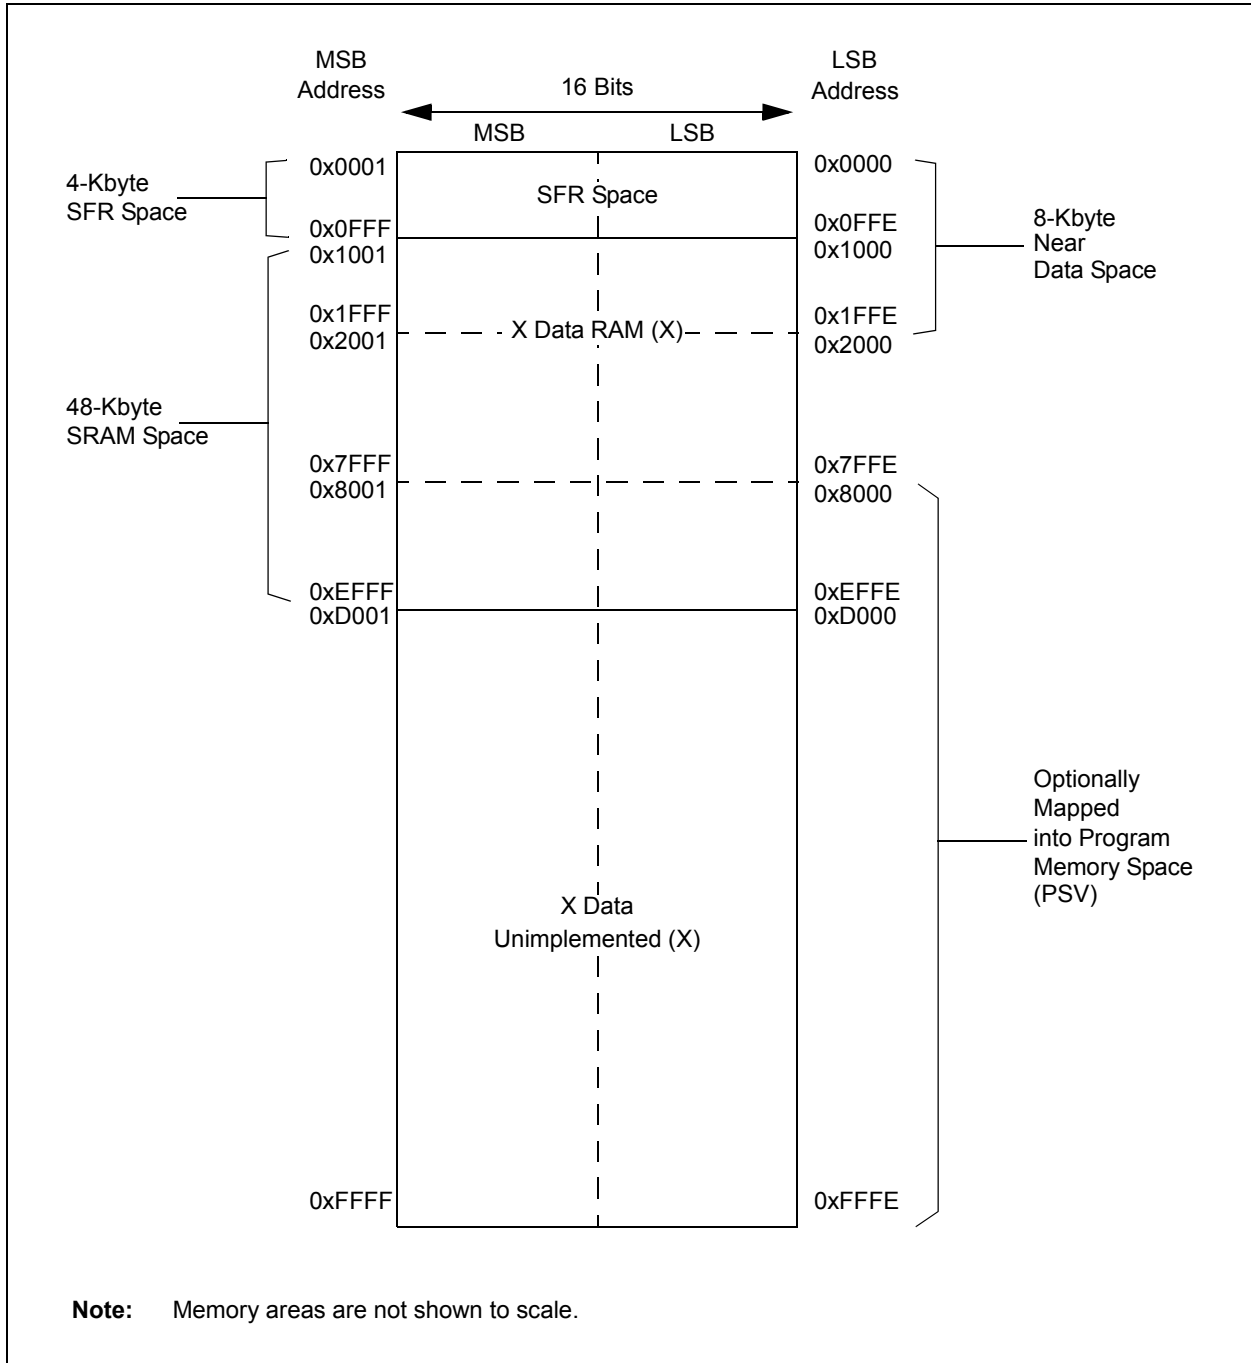 MSB
Address
LSB
Address
16 Bits
MSB
LSB
0x0001
0x0000
4-Kbyte
SFR Space
SFR Space
0x0FFF
0x0FFE
0x1001
0x1000
8-Kbyte
Near
Data Space
0x1FFF
0x1FFE
X Data RAM (X)
0x2001
0x2000
48-Kbyte
SRAM Space
0x7FFF
0x7FFE
0x8001
0x8000
0xEFFF
0xEFFE
0xD001
0xD000
Optionally
Mapped
into Program
Memory Space
(PSV)
X Data
Unimplemented (X)
0xFFFF
0xFFFE
Note: Memory areas are not shown to scale.